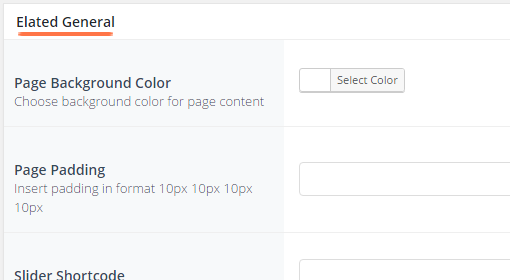 Elated General
Page Background Color
Choose background color for page content
Select Color
Page Padding
Insert padding in format 10px 10px 10px
10px
Slider Shortcode